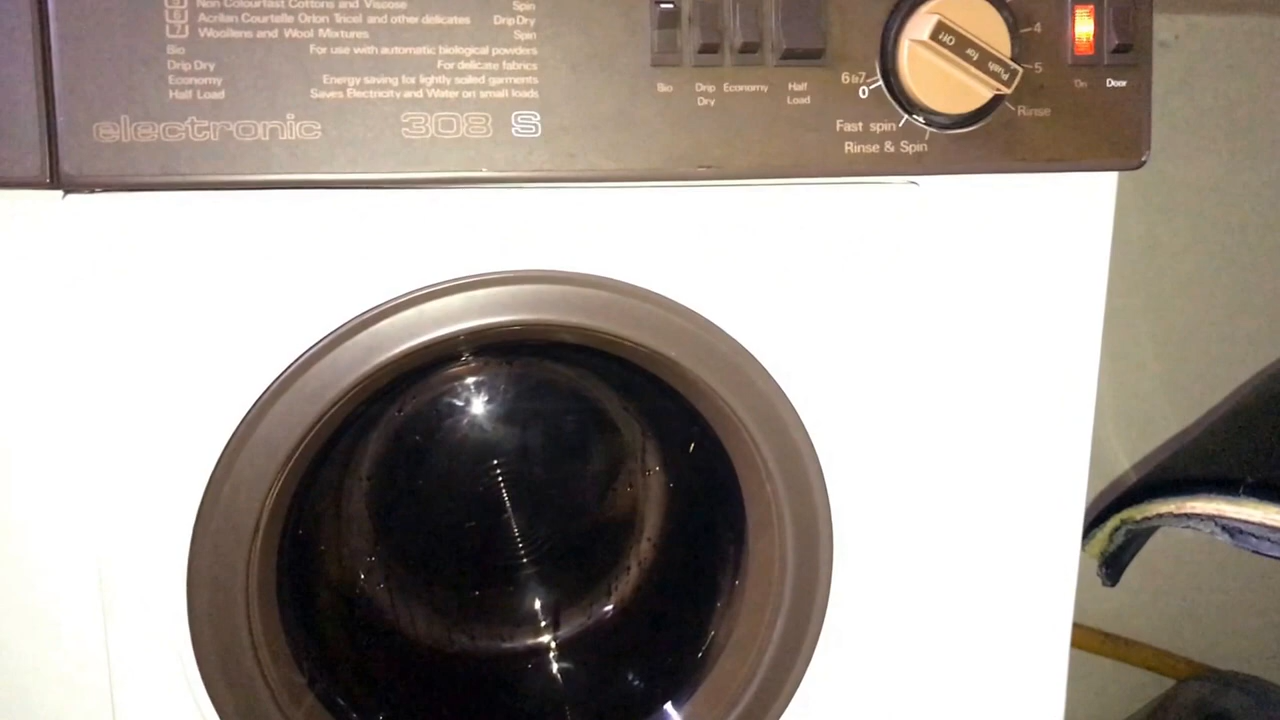 5 Non Colourfast Cottons and Viscose Spin
6 Acrilan Courtelle Orlon Tricel and other delicates Drip Dry
7 Woollens and Wool Mixtures Spin
Bio For use with automatic biological powders
Drip Dry For delicate fabrics
Economy Energy saving for lightly soiled garments
Half Load Saves Electricity and Water on small loads
electronic 308 S
Bio
Drip Dry
Economy
Half Load
Push for Off
4
5
Rinse
Rinse & Spin
Fast spin
0
6&7
On
Door